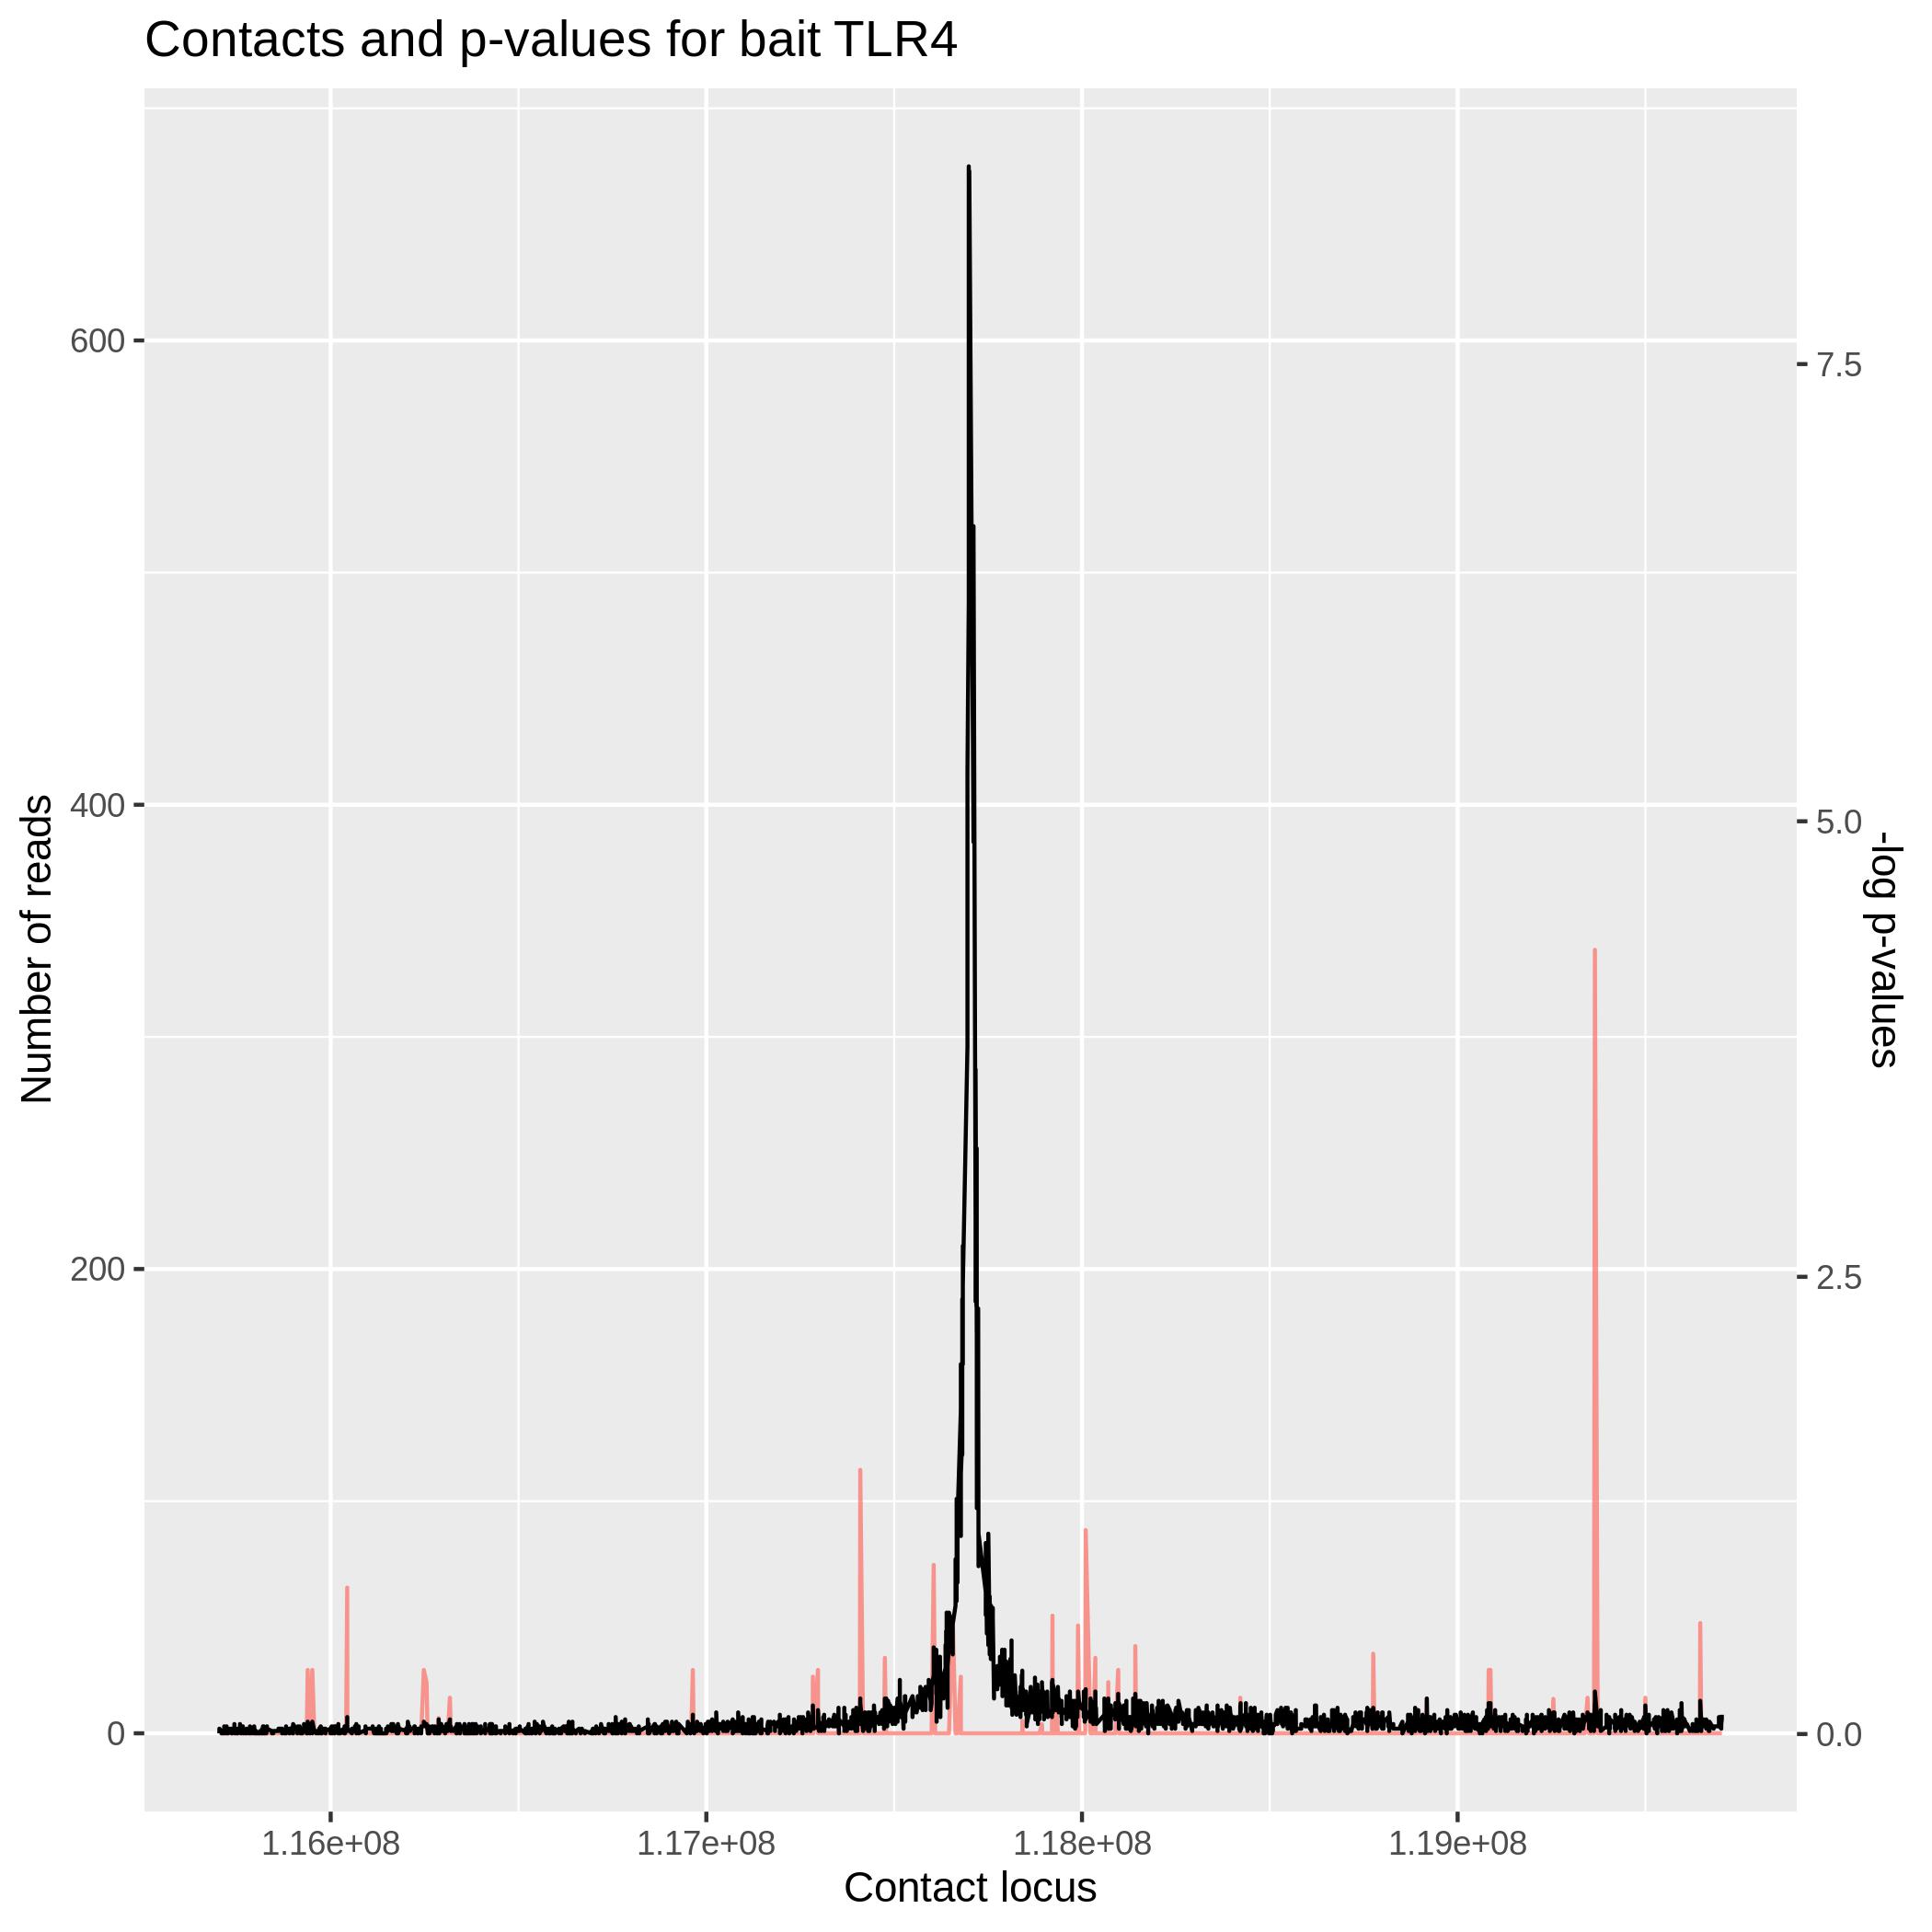 Contacts and p-values for bait TLR4
Number of reads
600
400
200
0
7.5
5.0
2.5
0.0
-log p-values
1.16e+08
1.17e+08
1.18e+08
1.19e+08
Contact locus